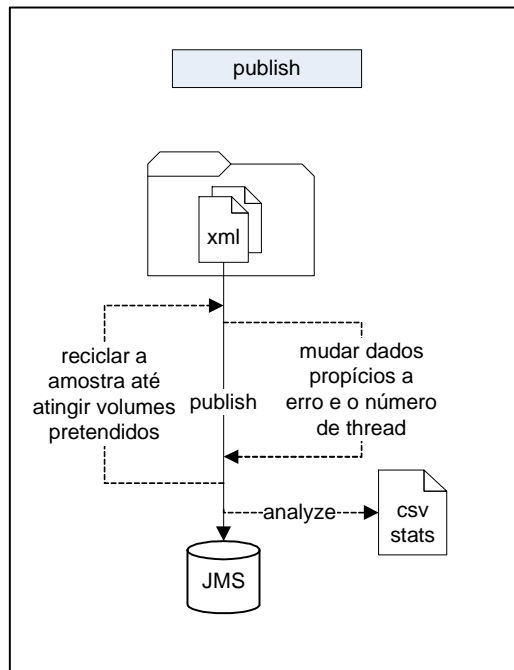 publish
xml
reciclar a
amostra até
atingir volumes
pretendidos
publish
mudar dados
propícios a
erro e o número
de thread
analyze
csv
stats
JMS